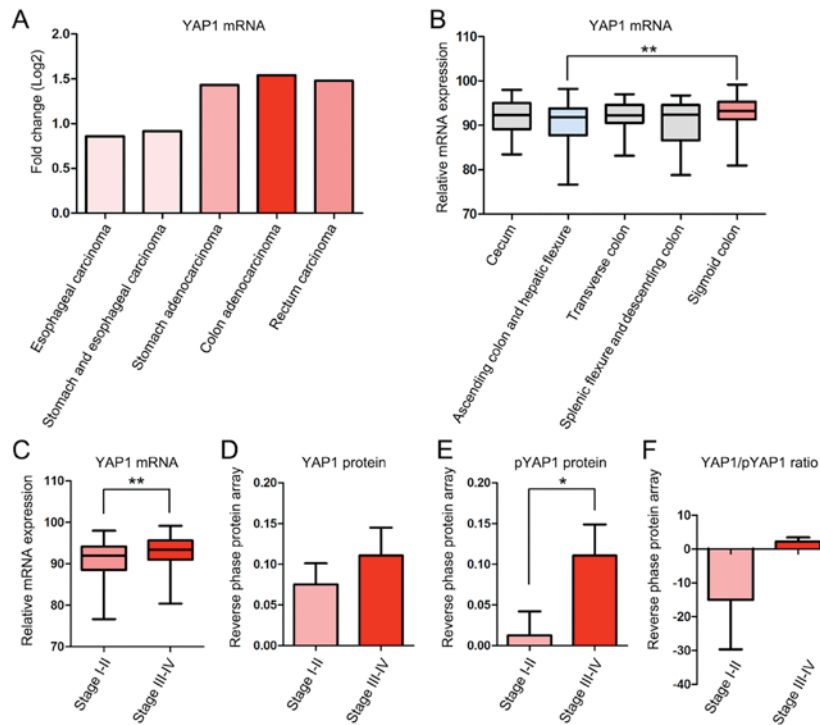 A
YAP1 mRNA
Fold change (Log2)
2.0
1.5
1.0
0.5
0.0
Esophageal carcinoma
Stomach and esophageal carcinoma
Stomach adenocarcinoma
Colon adenocarcinoma
Rectum carcinoma
B
YAP1 mRNA
**
Relative mRNA expression
110
100
90
80
70
Cecum
Ascending colon and hepatic flexure
Transverse colon
Splenic flexure and descending colon
Sigmoid colon
C
YAP1 mRNA
**
Relative mRNA expression
110
100
90
80
70
Stage I-II
Stage III-IV
D
YAP1 protein
Reverse phase protein array
0.20
0.15
0.10
0.05
0.00
Stage I-II
Stage III-IV
E
pYAP1 protein
*
Reverse phase protein array
0.20
0.15
0.10
0.05
0.00
Stage I-II
Stage III-IV
F
YAP1/pYAP1 ratio
Reverse phase protein array
10
0
-10
-20
-30
-40
Stage I-II
Stage III-IV